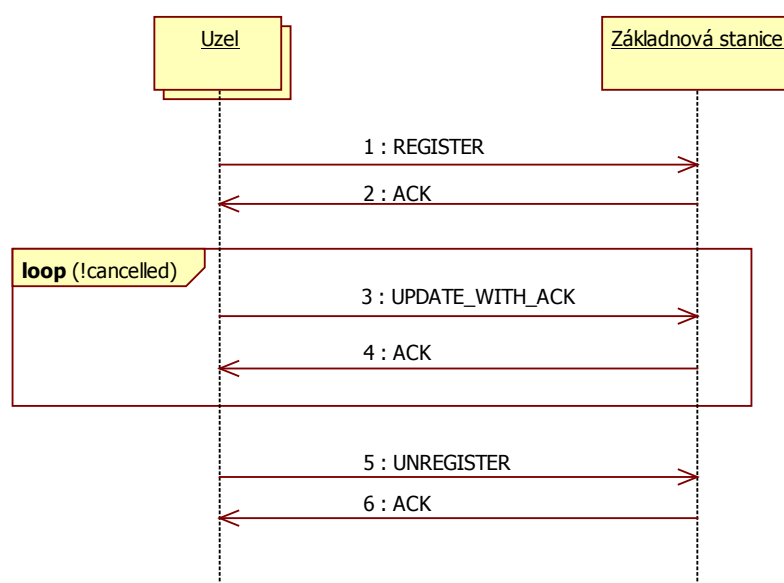 Uzel
Základnová stanice
1 : REGISTER
2 : ACK
loop (!cancelled)
3 : UPDATE_WITH_ACK
4 : ACK
5 : UNREGISTER
6 : ACK